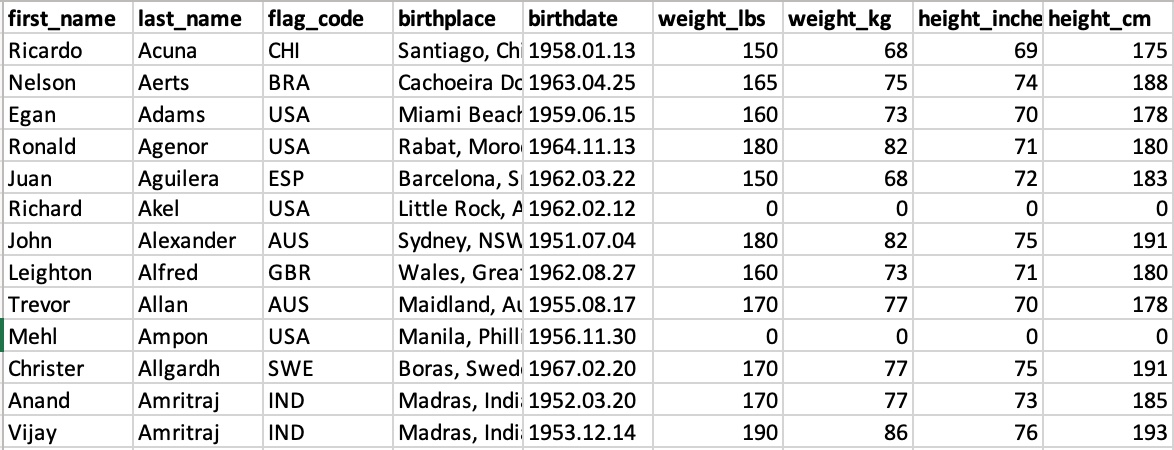 first_name last_name flag_code birthplace birthdate weight_lbs weight_kg height_inche height_cm
Ricardo Acuna CHI Santiago, Ch 1958.01.13 150 68 69 175
Nelson Aerts BRA Cachoeira Do 1963.04.25 165 75 74 188
Egan Adams USA Miami Beach 1959.06.15 160 73 70 178
Ronald Agenor USA Rabat, Moro 1964.11.13 180 82 71 180
Juan Aguilera ESP Barcelona, S 1962.03.22 150 68 72 183
Richard Akel USA Little Rock, A 1962.02.12 0 0 0 0
John Alexander AUS Sydney, NSW 1951.07.04 180 82 75 191
Leighton Alfred GBR Wales, Grea 1962.08.27 160 73 71 180
Trevor Allan AUS Maidland, Au 1955.08.17 170 77 70 178
Mehl Ampon USA Manila, Philli 1956.11.30 0 0 0 0
Christer Allgardh SWE Boras, Swed 1967.02.20 170 77 75 191
Anand Amritraj IND Madras, Indi 1952.03.20 170 77 73 185
Vijay Amritraj IND Madras, Indi 1953.12.14 190 86 76 193